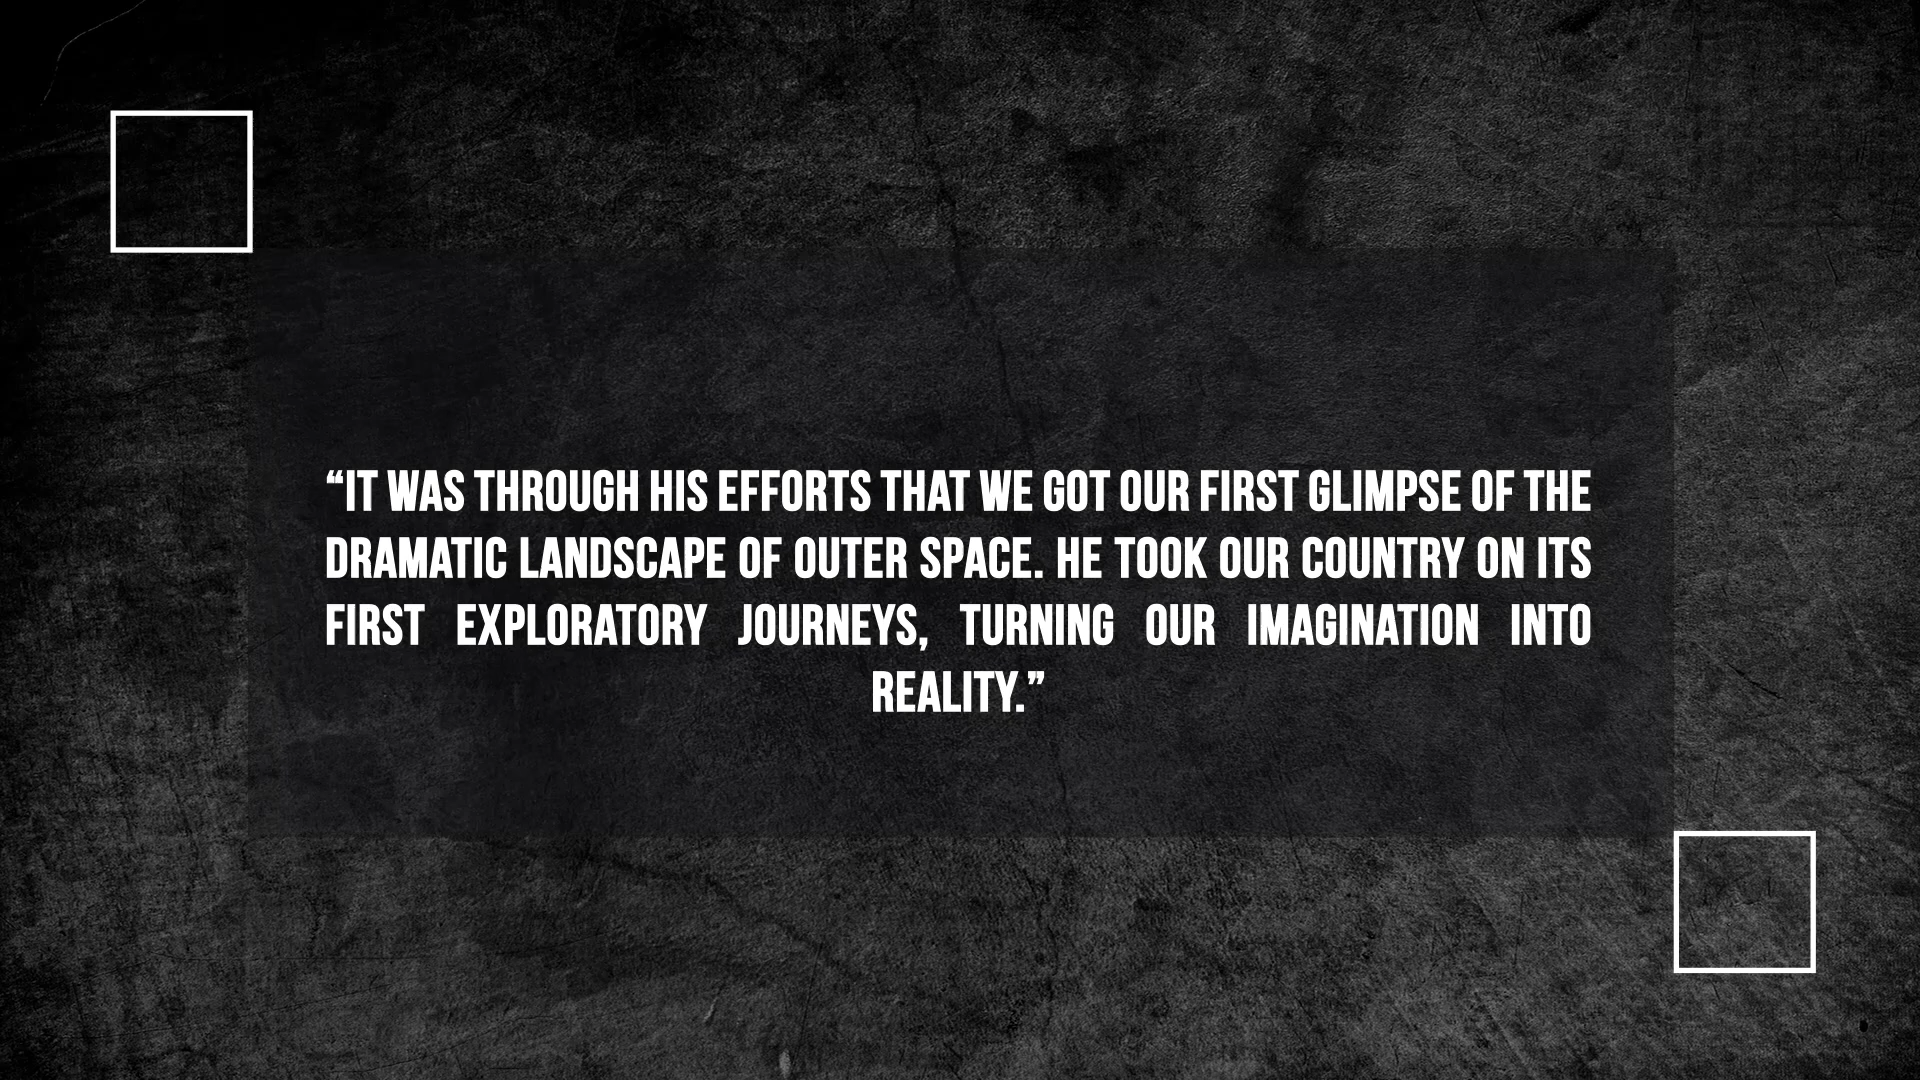 “IT WAS THROUGH HIS EFFORTS THAT WE GOT OUR FIRST GLIMPSE OF THE
DRAMATIC LANDSCAPE OF OUTER SPACE. HE TOOK OUR COUNTRY ON ITS
FIRST EXPLORATORY JOURNEYS, TURNING OUR IMAGINATION INTO
REALITY.”